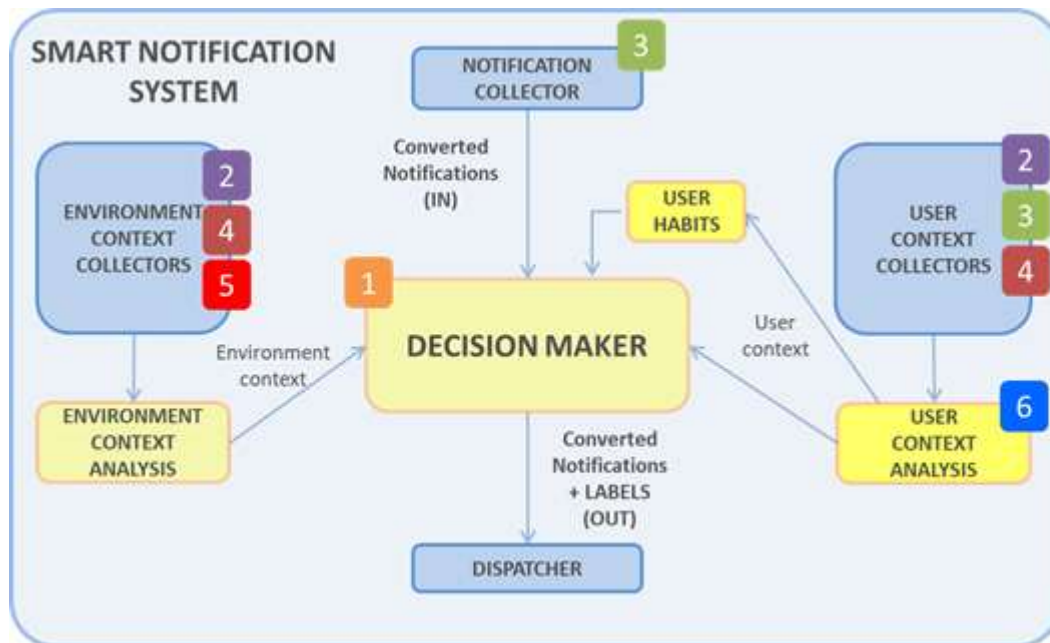 SMART NOTIFICATION
SYSTEM
3
NOTIFICATION
COLLECTOR
Converted
Notifications
(IN)
2
4
5
ENVIRONMENT
CONTEXT
COLLECTORS
USER
HABITS
2
3
4
USER
CONTEXT
COLLECTORS
1
DECISION MAKER
Environment
context
User
context
ENVIRONMENT
CONTEXT
ANALYSIS
6
USER
CONTEXT
ANALYSIS
Converted
Notifications
+ LABELS
(OUT)
DISPATCHER